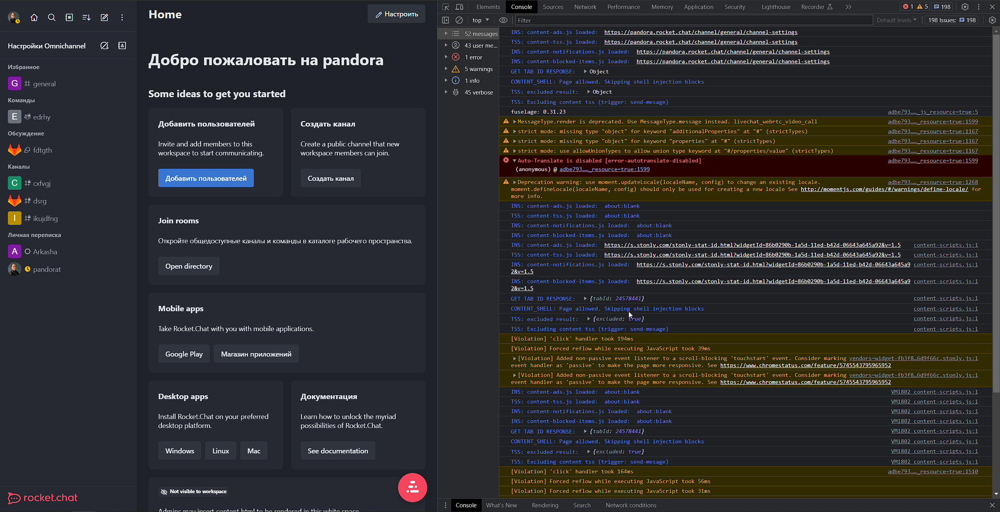 Home
Настроить
Настройки Omnichannel
Избранное
G
general
Команды
E
edrhy
Обсуждение
fdtgth
Каналы
C
cxfvgj
dsrg
I
ikujdfng
Личная переписка
A
Arkasha
pandorat
rocket.chat
Добро пожаловать на pandora
Some ideas to get you started
Добавить пользователей
Invite and add members to this
workspace to start communicating.
Добавить пользователей
Создать канал
Create a public channel that new
workspace members can join.
Создать канал
Join rooms
Откройте общедоступные каналы и команды в каталоге рабочего пространства.
Open directory
Mobile apps
Take Rocket.Chat with you with mobile applications.
Google Play
Магазин приложений
Desktop apps
Install Rocket.Chat on your preferred
desktop platform.
Windows
Linux
Mac
Документация
Learn how to unlock the myriad
possibilities of Rocket.Chat.
See documentation
Not visible to workspace
Admins may insert content html to be rendered in this white space.
Elements
Console
Sources
Network
Performance
Memory
Application
Security
Lighthouse
Recorder
1
5
198
top
Filter
Default levels
198 Issues:
198
52 messages
43 user me...
1 error
5 warnings
1 info
45 verbose
INS: content-ads.js loaded: https://pandora.rocket.chat/channel/general/channel-settings
TSS: content-tss.js loaded: https://pandora.rocket.chat/channel/general/channel-settings
INS: content-notifications.js loaded: https://pandora.rocket.chat/channel/general/channel-settings
INS: content-blocked-items.js loaded: https://pandora.rocket.chat/channel/general/channel-settings
GET TAB ID RESPONSE: Object
CONTENT_SHELL: Page allowed. Skipping shell injection blocks
TSS: excluded result: Object
TSS: Excluding content tss (trigger: send-mesage)
fuselage: 0.31.23 adbe793……_js_resource=true:5
MessageType.render is deprecated. Use MessageType.message instead. livechat_webrtc_video_call adbe793……_resource=true:1599
strict mode: missing type "object" for keyword "additionalProperties" at "#" (strictTypes) adbe793……_resource=true:1167
strict mode: missing type "object" for keyword "properties" at "#" (strictTypes) adbe793……_resource=true:1167
strict mode: use allowUnionTypes to allow union type keyword at "#/properties/value" (strictTypes) adbe793……_resource=true:1167
Auto-Translate is disabled [error-autotranslate-disabled] adbe793……_resource=true:1599
(anonymous) @ adbe793……_resource=true:1599
Deprecation warning: use moment.updateLocale(localeName, config) to change an existing locale. adbe793……_resource=true:1268
moment.defineLocale(localeName, config) should only be used for creating a new locale See http://momentjs.com/guides/#/warnings/define-locale/ for
more info.
INS: content-ads.js loaded: about:blank
TSS: content-tss.js loaded: about:blank
INS: content-notifications.js loaded: about:blank
INS: content-blocked-items.js loaded: about:blank
INS: content-ads.js loaded: https://s.stonly.com/stonly-stat-id.html?widgetId=86b0290b-1a5d-11ed-b42d-06643a645a92&v=1.5 content-scripts.js:1
TSS: content-tss.js loaded: https://s.stonly.com/stonly-stat-id.html?widgetId=86b0290b-1a5d-11ed-b42d-06643a645a92&v=1.5 content-scripts.js:1
INS: content-notifications.js loaded: https://s.stonly.com/stonly-stat-id.html?widgetId=86b0290b-1a5d-11ed-b42d-06643a645a9 content-scripts.js:1
2&v=1.5
INS: content-blocked-items.js loaded: https://s.stonly.com/stonly-stat-id.html?widgetId=86b0290b-1a5d-11ed-b42d-06643a645a9 content-scripts.js:1
2&v=1.5
GET TAB ID RESPONSE: {tabId: 24578441} content-scripts.js:1
CONTENT_SHELL: Page allowed. Skipping shell injection blocks content-scripts.js:1
TSS: excluded result: {excluded: true} content-scripts.js:1
TSS: Excluding content tss (trigger: send-mesage) content-scripts.js:1
[Violation] 'click' handler took 194ms
[Violation] Forced reflow while executing JavaScript took 39ms
[Violation] Added non-passive event listener to a scroll-blocking 'touchstart' event. Consider marking vendors~widget-fb3f8…6d9f66c.stonly.js:1
event handler as 'passive' to make the page more responsive. See https://www.chromestatus.com/feature/5745543795965952
[Violation] Added non-passive event listener to a scroll-blocking 'touchstart' event. Consider marking vendors~widget-fb3f8…6d9f66c.stonly.js:1
event handler as 'passive' to make the page more responsive. See https://www.chromestatus.com/feature/5745543795965952
INS: content-ads.js loaded: about:blank VM1802 content-scripts.js:1
TSS: content-tss.js loaded: about:blank VM1802 content-scripts.js:1
INS: content-notifications.js loaded: about:blank VM1802 content-scripts.js:1
INS: content-blocked-items.js loaded: about:blank VM1802 content-scripts.js:1
GET TAB ID RESPONSE: {tabId: 24578441} VM1802 content-scripts.js:1
CONTENT_SHELL: Page allowed. Skipping shell injection blocks VM1802 content-scripts.js:1
TSS: excluded result: {excluded: true} VM1802 content-scripts.js:1
TSS: Excluding content tss (trigger: send-mesage) VM1802 content-scripts.js:1
[Violation] 'click' handler took 164ms adbe793……_resource=true:1510
[Violation] Forced reflow while executing JavaScript took 56ms
[Violation] Forced reflow while executing JavaScript took 31ms
Console
What's New
Rendering
Search
Network conditions